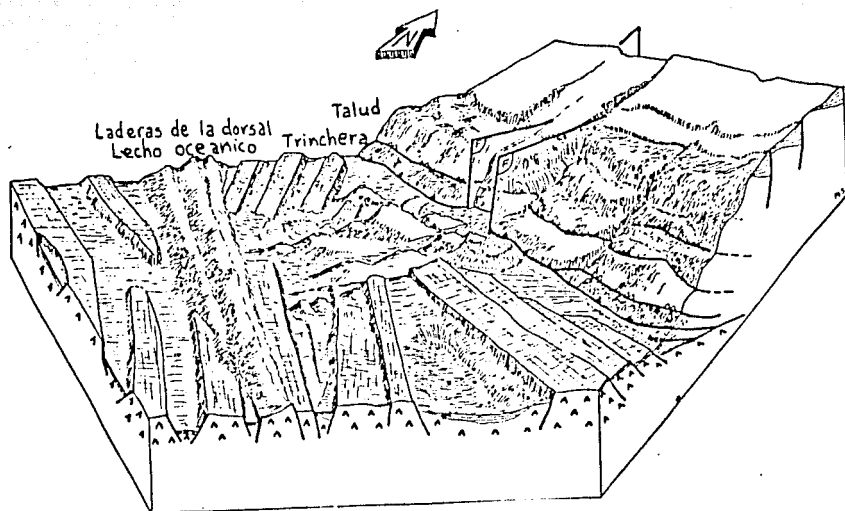 N
Talud
Laderas de la dorsal
Lecho oceanico
Trinchera